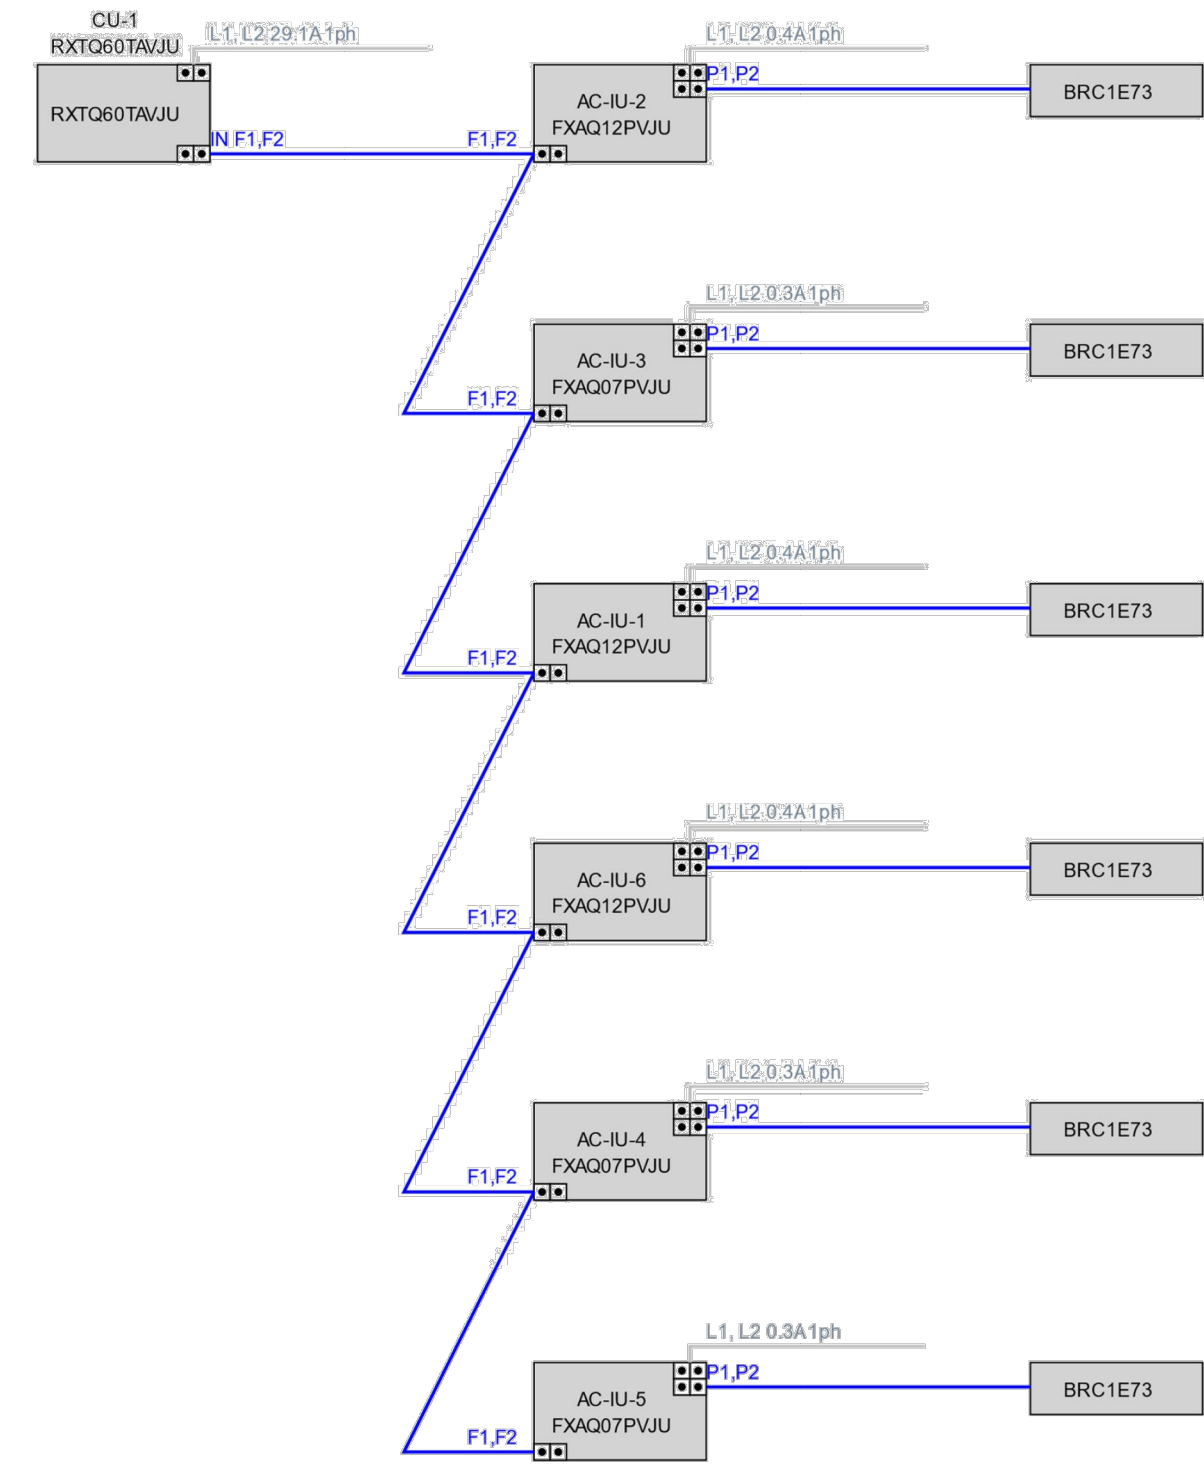 CU-1
RXTQ60TAVJU
L1, L2 29.1A 1ph
RXTQ60TAVJU
IN F1,F2
F1,F2
L1, L2 0.4A 1ph
P1,P2
AC-IU-2
FXAQ12PVJU
BRC1E73
L1, L2 0.3A 1ph
P1,P2
AC-IU-3
FXAQ07PVJU
BRC1E73
F1,F2
L1, L2 0.4A 1ph
P1,P2
AC-IU-1
FXAQ12PVJU
BRC1E73
F1,F2
L1, L2 0.4A 1ph
P1,P2
AC-IU-6
FXAQ12PVJU
BRC1E73
F1,F2
L1, L2 0.3A 1ph
P1,P2
AC-IU-4
FXAQ07PVJU
BRC1E73
F1,F2
L1, L2 0.3A 1ph
P1,P2
AC-IU-5
FXAQ07PVJU
BRC1E73
F1,F2